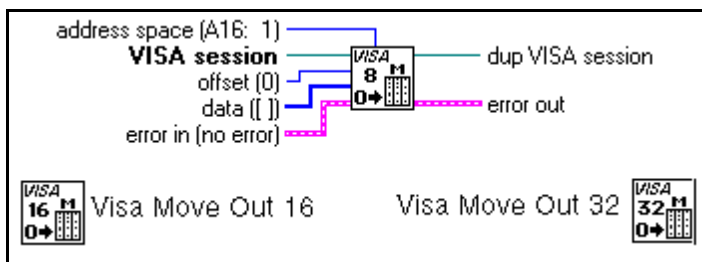 address space (A16: 1)
VISA session
offset (0)
data ([ ])
error in (no error)
VISA
8 M
0➔
dup VISA session
error out
VISA
16 M
0➔
Visa Move Out 16
Visa Move Out 32
VISA
32 M
0➔